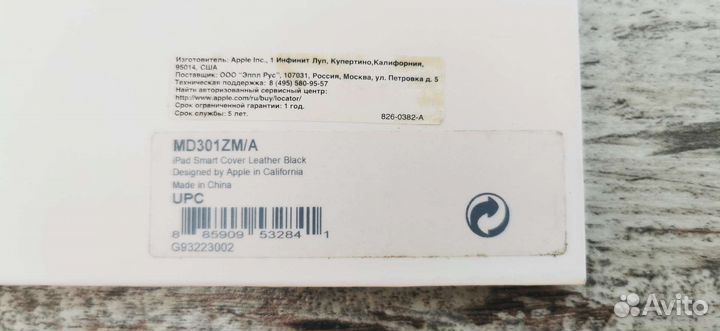 Изготовитель: Apple Inc., 1 Инфинит Луп, Купертино,Калифорния,
95014, США
Поставщик: ООО "Эппл Рус", 107031, Россия, Москва, ул. Петровка д. 5
Техническая поддержка: 8 (495) 580-95-57
Найти авторизованный сервисный центр:
http://www.apple.com/ru/buy/locator/
Срок ограниченной гарантии: 1 год.
Срок службы: 5 лет.
826-0382-A
MD301ZM/A
iPad Smart Cover Leather Black
Designed by Apple in California
Made in China
UPC
8 85909 53284 1
G93223002
Avito